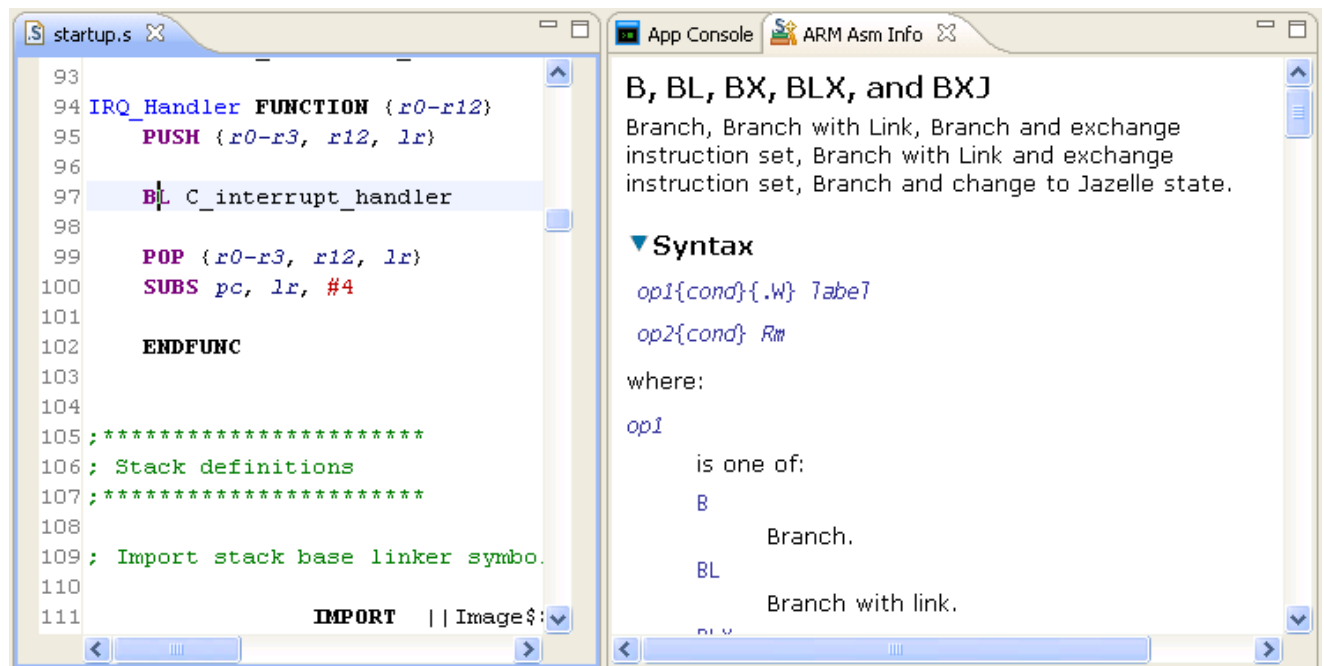 startup.s
93
94 IRQ_Handler FUNCTION {r0-r12}
95 PUSH {r0-r3, r12, lr}
96
97 BL C_interrupt_handler
98
99 POP {r0-r3, r12, lr}
100 SUBS pc, lr, #4
101
102 ENDFUNC
103
104
105 ;***********************
106 ; Stack definitions
107 ;***********************
108
109 ; Import stack base linker symbo
110
111 IMPORT ||Image$
App Console
ARM Asm Info
B, BL, BX, BLX, and BXJ
Branch, Branch with Link, Branch and exchange
instruction set, Branch with Link and exchange
instruction set, Branch and change to Jazelle state.
Syntax
op1{cond}{.W} label
op2{cond} Rm
where:
op1
is one of:
B
Branch.
BL
Branch with link.
BLX